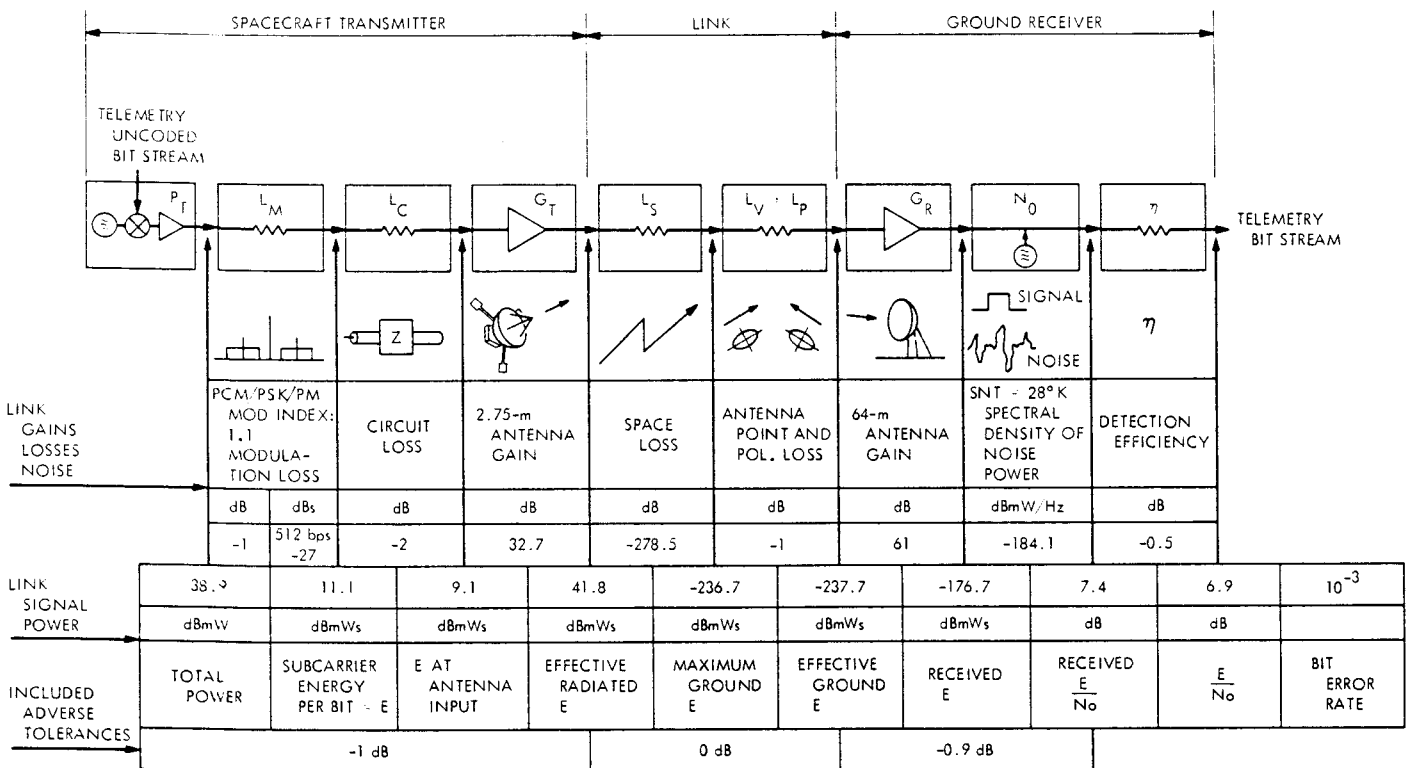 SPACECRAFT TRANSMITTER
LINK
GROUND RECEIVER
TELEMETRY
UNCODED
BIT STREAM
P_T
L_M
L_C
G_T
L_S
L_V · L_P
G_R
N_0
η
TELEMETRY
BIT STREAM
Z
SIGNAL
NOISE
η
LINK
GAINS
LOSSES
NOISE
PCM/PSK/PM
MOD INDEX:
1.1
MODULA-
TION LOSS
CIRCUIT
LOSS
2.75-m
ANTENNA
GAIN
SPACE
LOSS
ANTENNA
POINT AND
POL. LOSS
64-m
ANTENNA
GAIN
SNT = 28°K
SPECTRAL
DENSITY OF
NOISE
POWER
DETECTION
EFFICIENCY
dB dBs dB dB dB dB dB dBmW/Hz dB
-1 512 bps -27 -2 32.7 -278.5 -1 61 -184.1 -0.5
LINK
SIGNAL
POWER
38.9 11.1 9.1 41.8 -236.7 -237.7 -176.7 7.4 6.9 10⁻³
dBmW dBmWs dBmWs dBmWs dBmWs dBmWs dBmWs dB dB
TOTAL
POWER
SUBCARRIER
ENERGY
PER BIT = E
E AT
ANTENNA
INPUT
EFFECTIVE
RADIATED
E
MAXIMUM
GROUND
E
EFFECTIVE
GROUND
E
RECEIVED
E
RECEIVED
E
N₀
E
N₀
BIT
ERROR
RATE
INCLUDED
ADVERSE
TOLERANCES
-1 dB 0 dB -0.9 dB